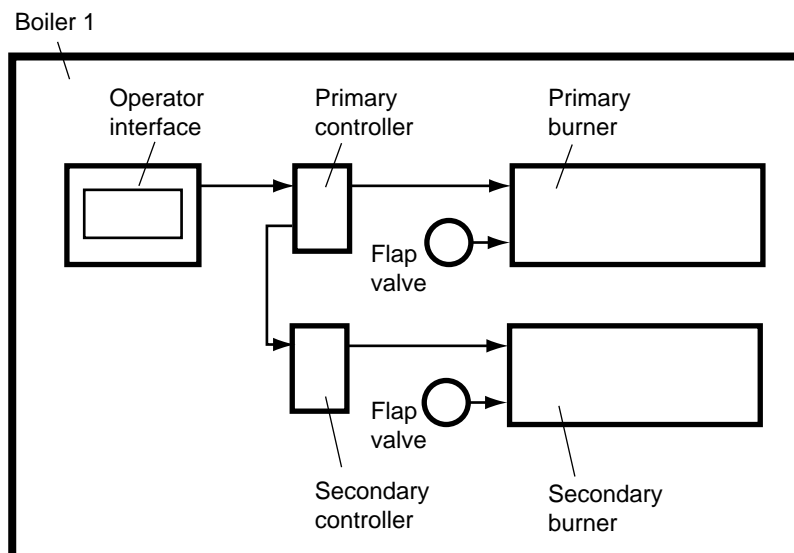 Boiler 1
Operator
interface
Primary
controller
Primary
burner
Flap
valve
Flap
valve
Secondary
controller
Secondary
burner